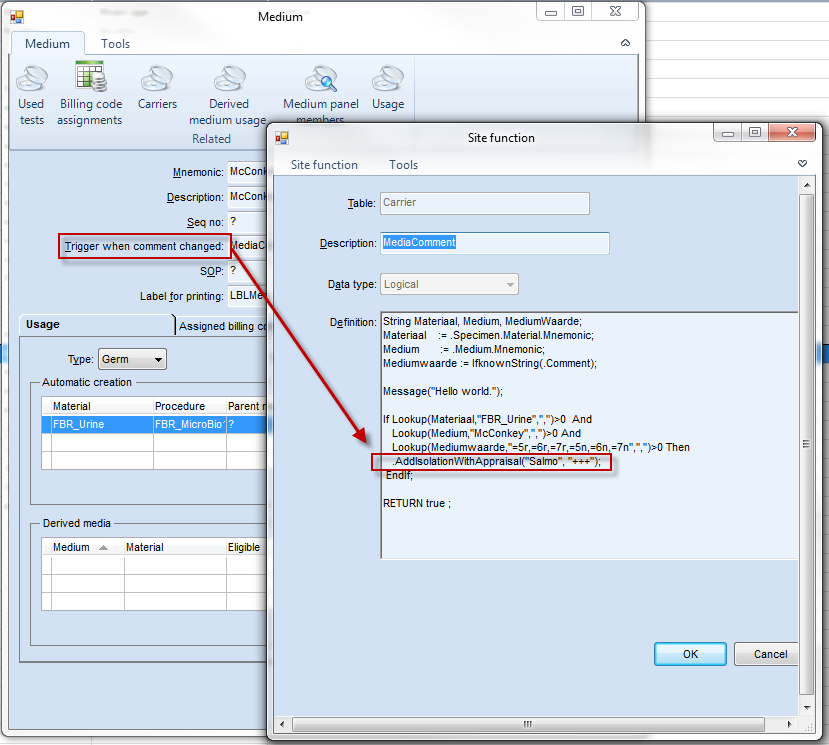 Medium
Medium Tools
Used tests
Billing code assignments
Carriers
Derived medium usage
Medium panel members
Usage
Related
Mnemonic: McConk
Description: McConk
Seq no: ?
Trigger when comment changed: MediaC
SOP: ?
Label for printing: LBLMe
Usage Assigned billing co
Type: Germ
Automatic creation
Material Procedure Parent
FBR_Urine FBR_MicroBio ?
Derived media
Medium Material Eligible
Site function
Site function Tools
Table: Carrier
Description: MediaComment
Data type: Logical
Definition: String Materiaal, Medium, MediumWaarde;
Materiaal := .Specimen.Material.Mnemonic;
Medium := .Medium.Mnemonic;
Mediumwaarde := IfknownString(.Comment);
Message("Hello world.");
If Lookup(Materiaal,"FBR_Urine",",")>0 And
Lookup(Medium,"McConkey",",")>0 And
Lookup(Mediumwaarde,"=5r,=6r,=7r,=5n,=6n,=7n",",")>0 Then
.AddIsolationWithAppraisal("Salmo", "+++");
EndIf;
RETURN true ;
OK Cancel